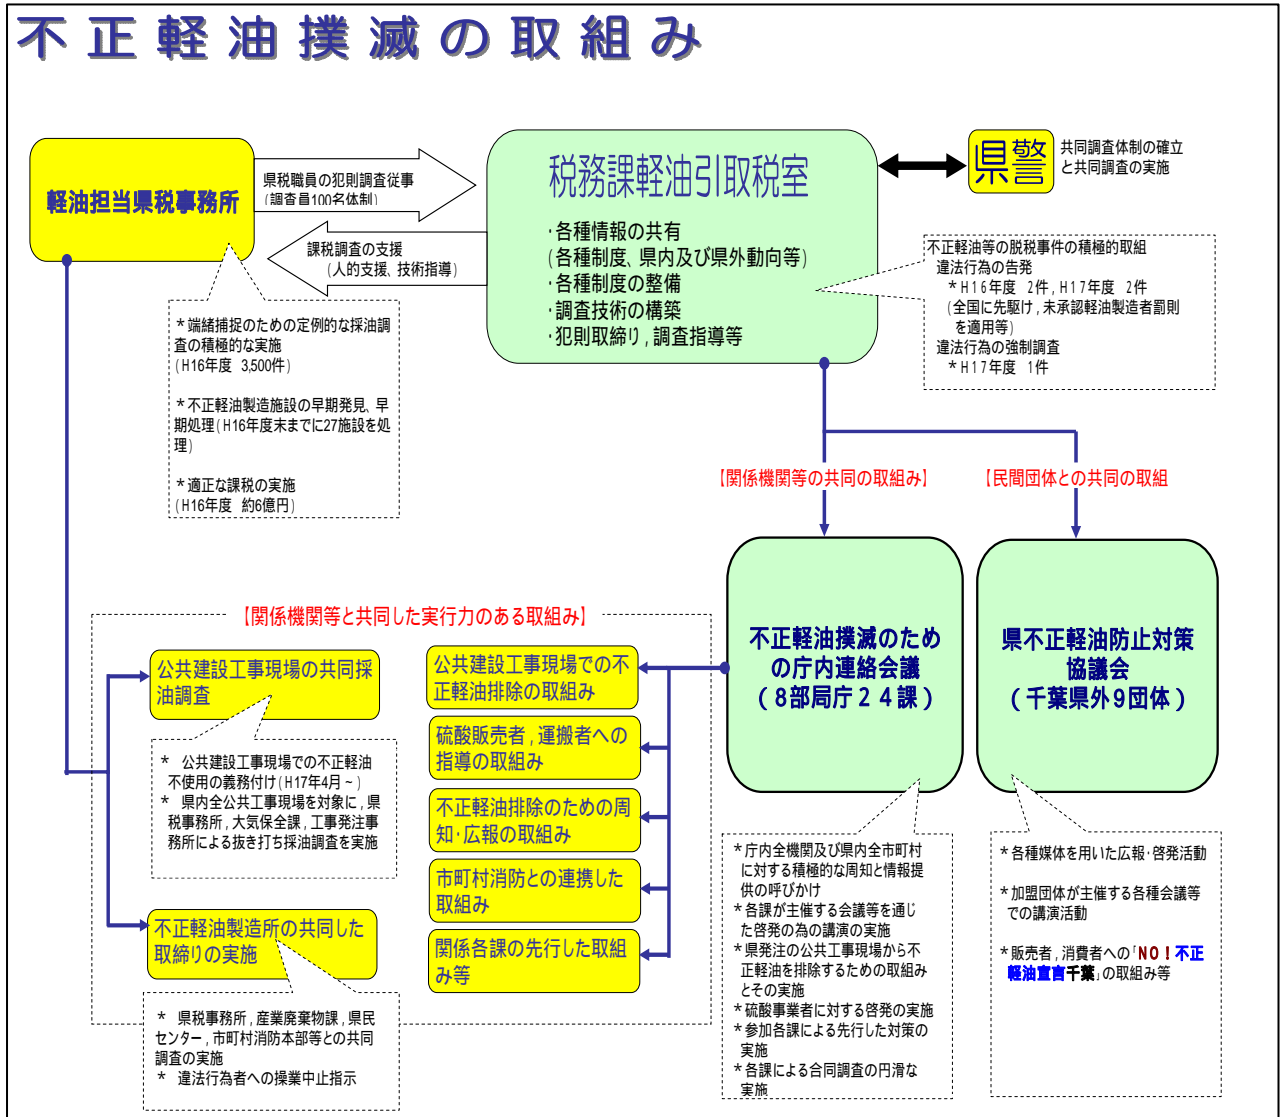 不正軽油撲滅の取組み
軽油担当県税事務所
県税職員の犯則調査従事
(調査員100名体制)
課税調査の支援
(人的支援、技術指導)
税務課軽油引取税室
・各種情報の共有
(各種制度、県内及び県外動向等)
・各種制度の整備
・調査技術の構築
・犯則取締り,調査指導等
県警
共同調査体制の確立
と共同調査の実施
不正軽油等の脱税事件の積極的取組
違法行為の告発
*H16年度 2件,H17年度 2件
(全国に先駆け,未承認軽油製造者罰則
を適用等)
違法行為の強制調査
*H17年度 1件
*端緒捕捉のための定例的な採油調
査の積極的な実施
(H16年度 3,500件)
*不正軽油製造施設の早期発見、早
期処理(H16年度末までに27施設を処
理)
*適正な課税の実施
(H16年度 約6億円)
【関係機関等の共同の取組み】
【民間団体との共同の取組
不正軽油撲滅のため
の庁内連絡会議
(8部局庁24課)
県不正軽油防止対策
協議会
(千葉県外9団体)
【関係機関等と共同した実行力のある取組み】
公共建設工事現場の共同採
油調査
* 公共建設工事現場での不正軽油
不使用の義務付け(H17年4月~)
* 県内全公共工事現場を対象に,県
税事務所,大気保全課,工事発注事
務所による抜き打ち採油調査を実施
不正軽油製造所の共同した
取締りの実施
* 県税事務所,産業廃棄物課,県民
センター,市町村消防本部等との共同
調査の実施
* 違法行為者への操業中止指示
公共建設工事現場での不
正軽油排除の取組み
硫酸販売者,運搬者への
指導の取組み
不正軽油排除のための周
知・広報の取組み
市町村消防との連携した
取組み
関係各課の先行した取組
み等
*庁内全機関及び県内全市町村
に対する積極的な周知と情報提
供の呼びかけ
*各課が主催する会議等を通じ
た啓発の為の講演の実施
*県発注の公共工事現場から不
正軽油を排除するための取組み
とその実施
*硫酸事業者に対する啓発の実施
*参加各課による先行した対策の
実施
*各課による合同調査の円滑な
実施
*各種媒体を用いた広報・啓発活動
*加盟団体が主催する各種会議等
での講演活動
*販売者,消費者への「NO!不正
軽油宣言千葉」の取組み等